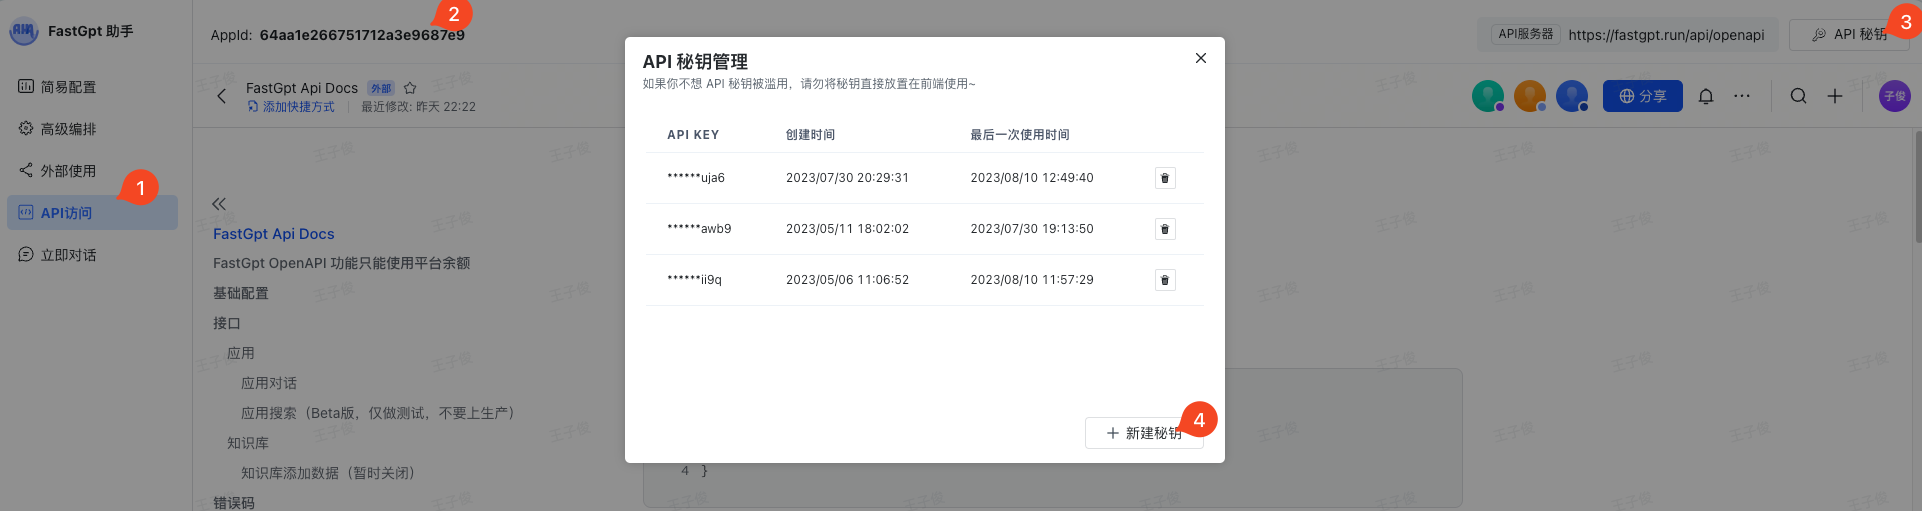 FastGpt 助手
简易配置
高级编排
外部使用
1
API访问
立即对话
AppId: 64aa1e266751712a3e9687e9
2
API服务器 https://fastgpt.run/api/openapi
API 秘钥
3
FastGpt Api Docs 外部
添加快捷方式 最近修改: 昨天 22:22
分享
子俊
FastGpt Api Docs
FastGpt OpenAPI 功能只能使用平台余额
基础配置
接口
应用
应用对话
应用搜索（Beta版，仅做测试，不要上生产）
知识库
知识库添加数据（暂时关闭）
错误码
API 秘钥管理
如果你不想 API 秘钥被滥用，请勿将秘钥直接放置在前端使用~
API KEY 创建时间 最后一次使用时间
******uja6 2023/07/30 20:29:31 2023/08/10 12:49:40
******awb9 2023/05/11 18:02:02 2023/07/30 19:13:50
******ii9q 2023/05/06 11:06:52 2023/08/10 11:57:29
新建秘钥
4
4 }
王子俊